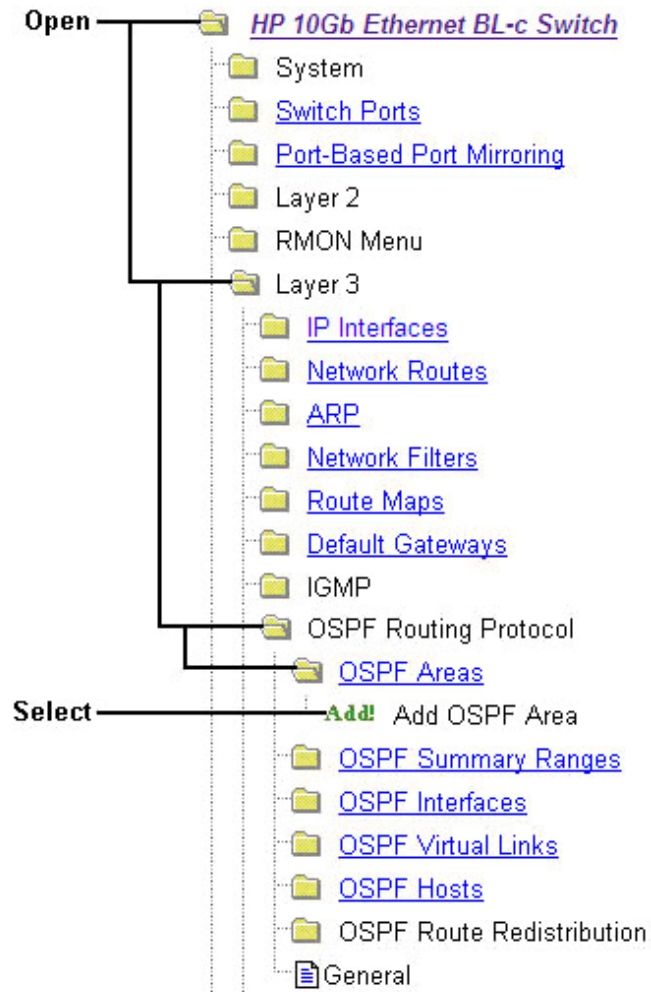 Open HP 10Gb Ethernet BL-c Switch
System
Switch Ports
Port-Based Port Mirroring
Layer 2
RMON Menu
Layer 3
IP Interfaces
Network Routes
ARP
Network Filters
Route Maps
Default Gateways
IGMP
OSPF Routing Protocol
OSPF Areas
Select Add! Add OSPF Area
OSPF Summary Ranges
OSPF Interfaces
OSPF Virtual Links
OSPF Hosts
OSPF Route Redistribution
General